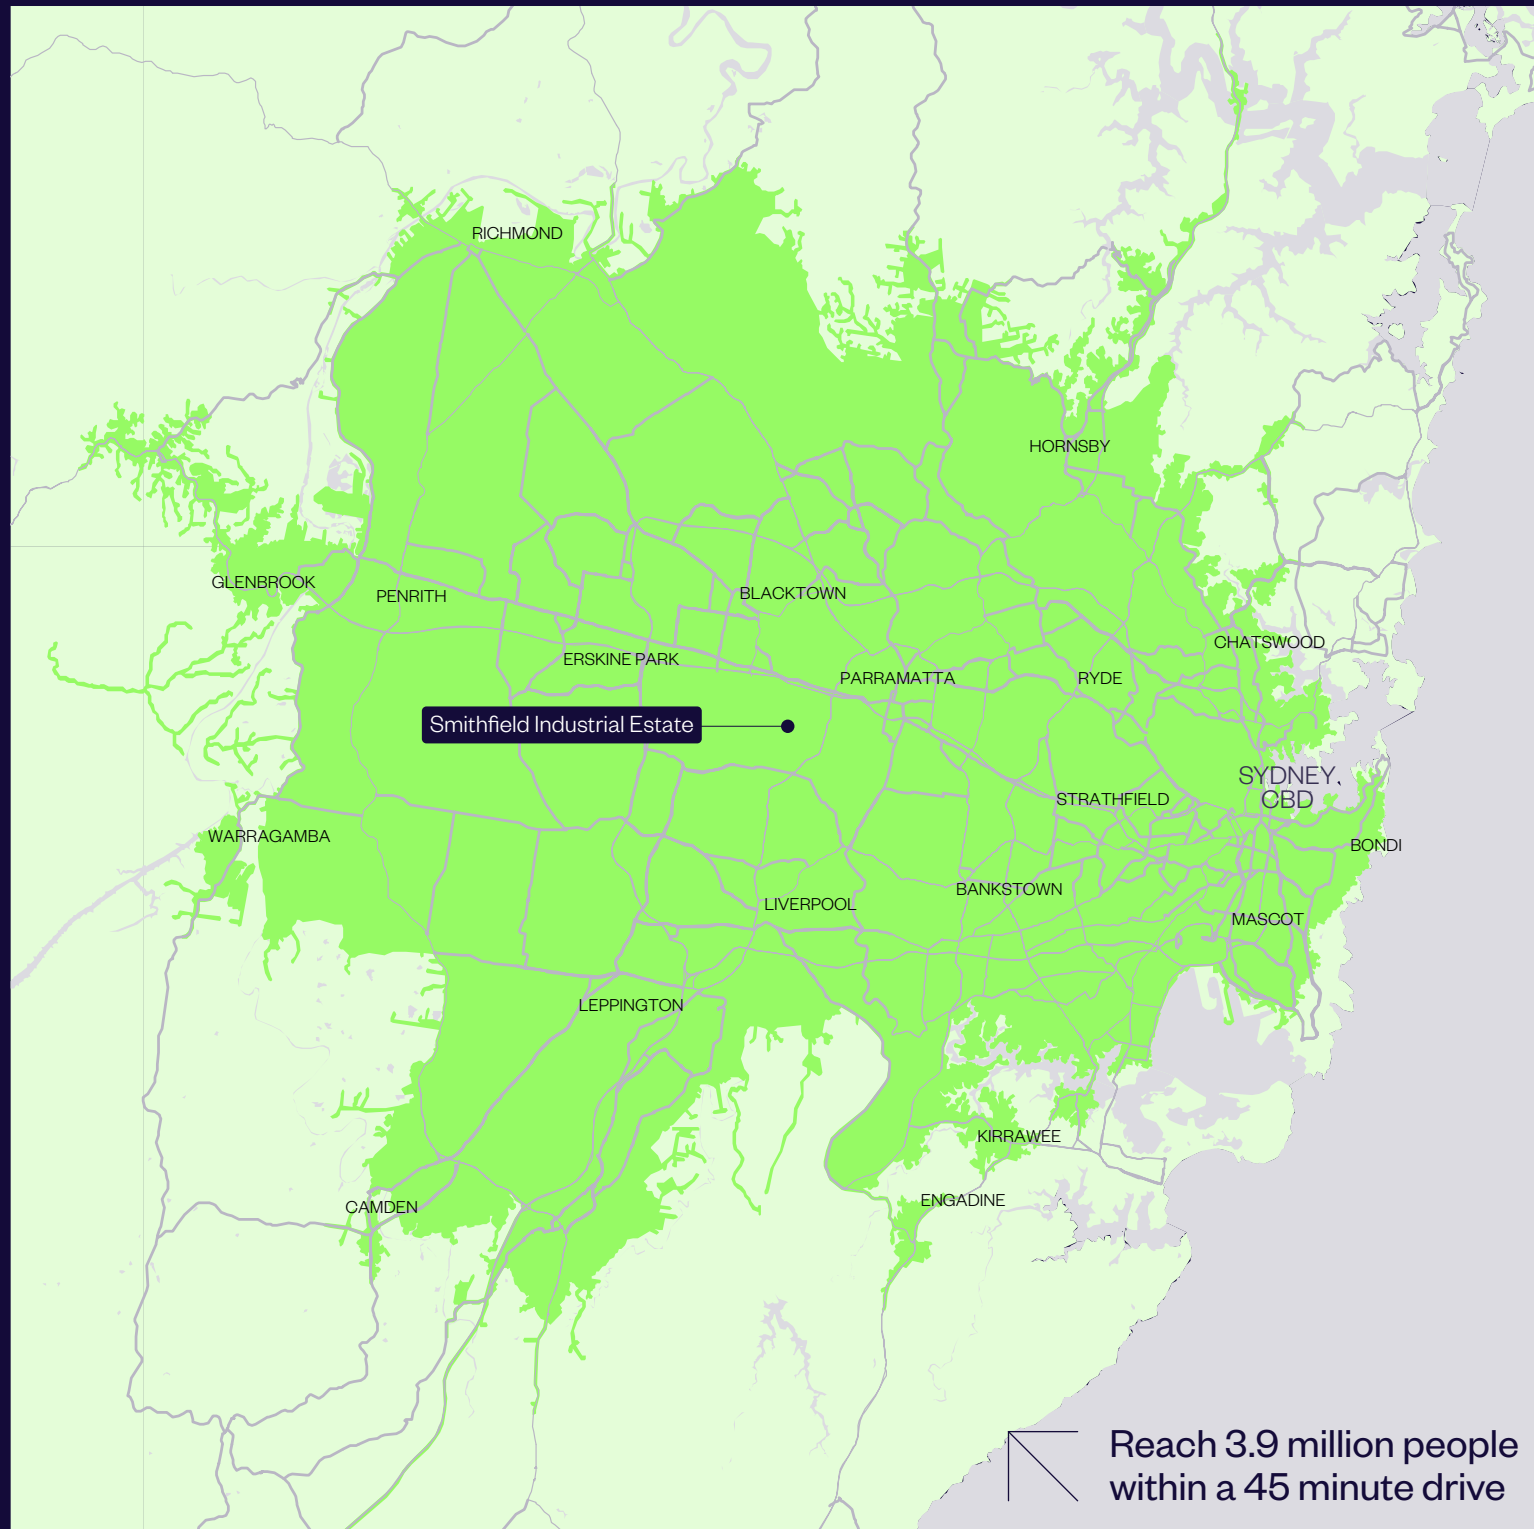 RICHMOND
HORNSBY
GLENBROOK
PENRITH
BLACKTOWN
CHATSWOOD
ERSKINE PARK
PARRAMATTA
RYDE
Smithfield Industrial Estate
SYDNEY,
CBD
STRATHFIELD
WARRAGAMBA
BONDI
BANKSTOWN
LIVERPOOL
MASCOT
LEPPINGTON
KIRRAWEE
ENGADINE
CAMDEN
Reach 3.9 million people
within a 45 minute drive